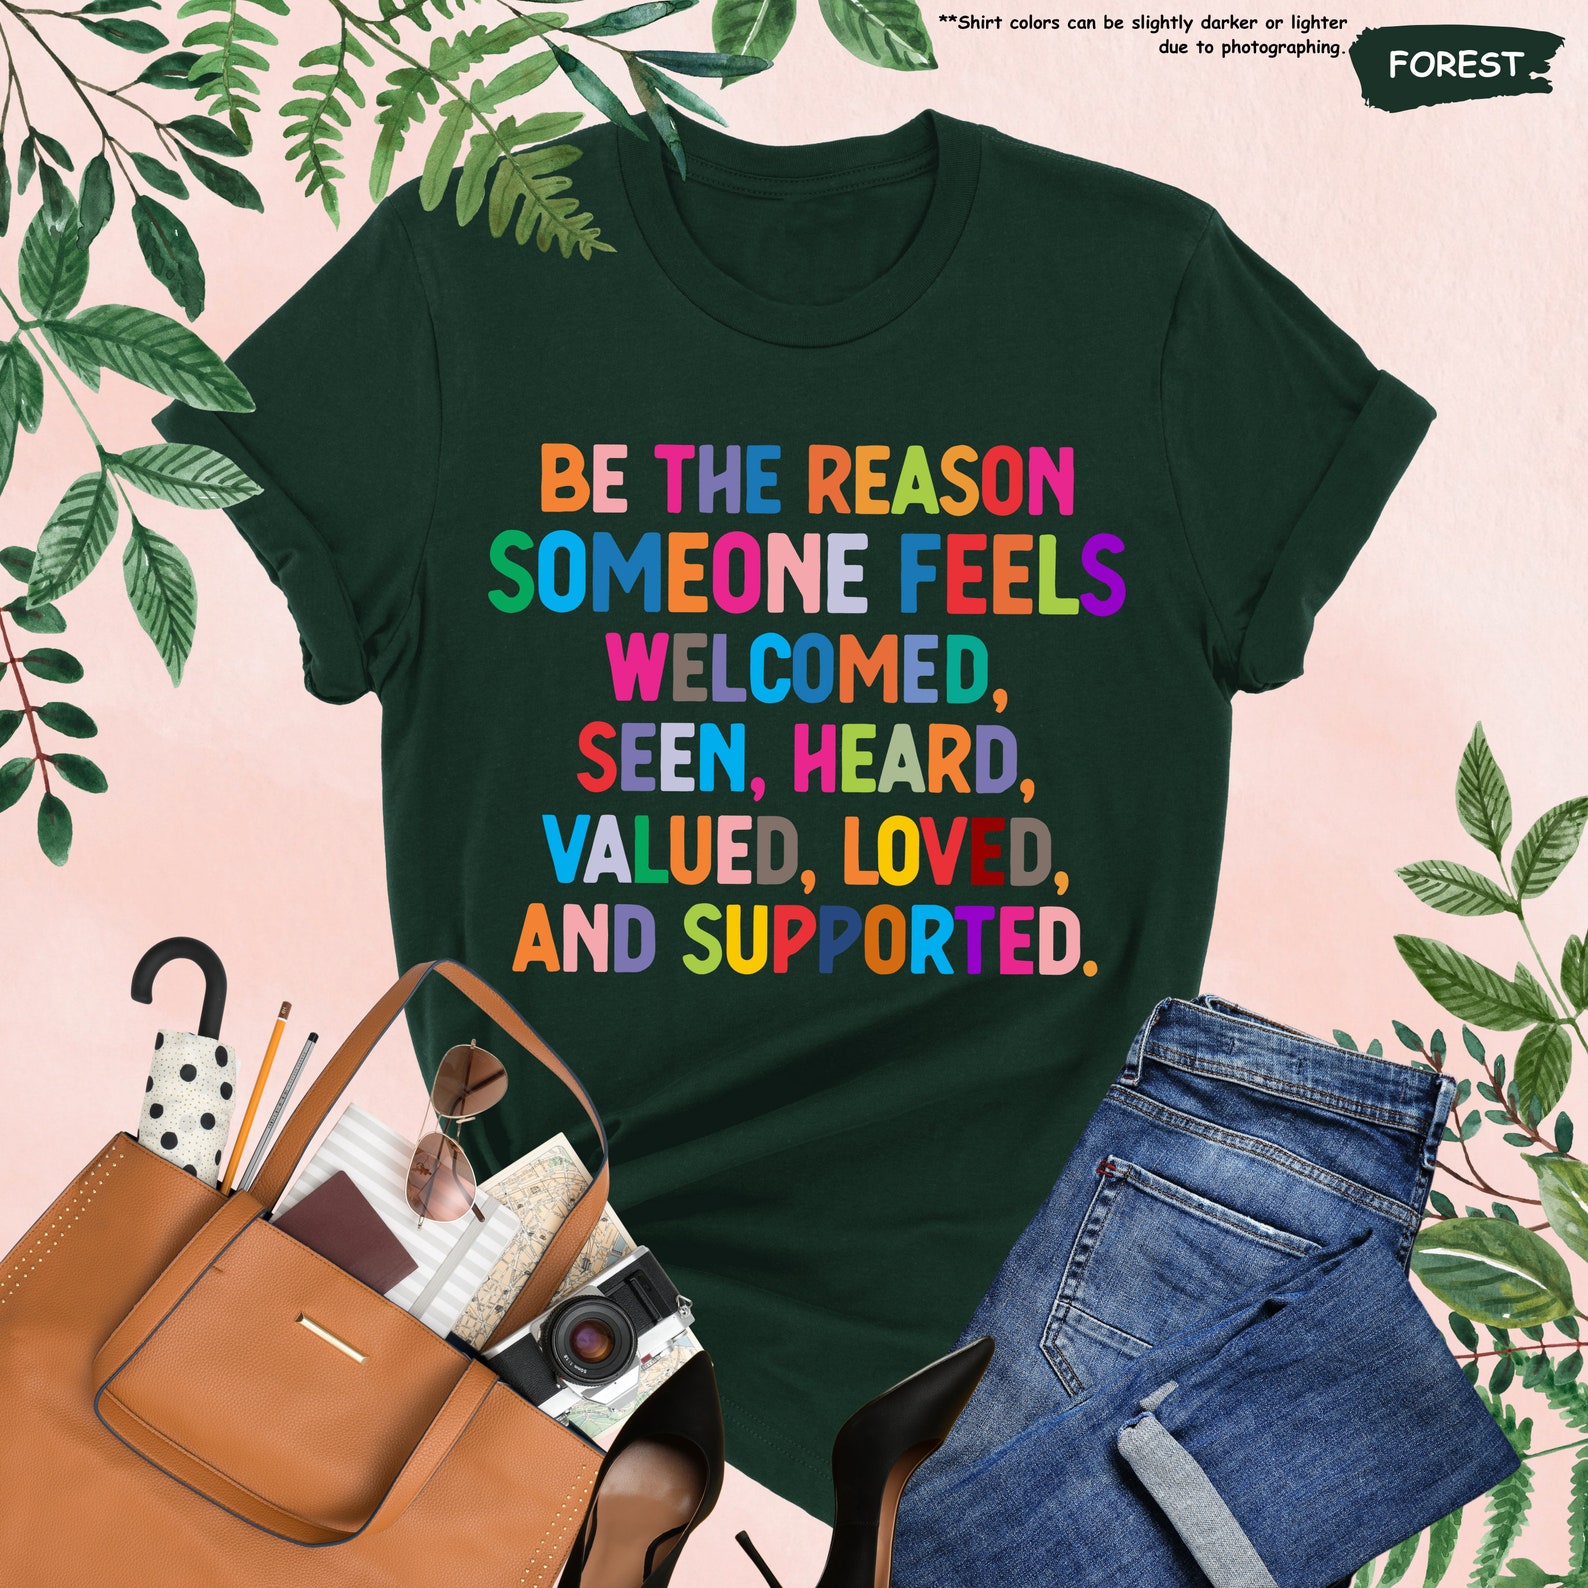 **Shirt colors can be slightly darker or lighter
due to photographing.
FOREST
BE THE REASON
SOMEONE FEELS
WELCOMED,
SEEN, HEARD,
VALUED, LOVED,
AND SUPPORTED.